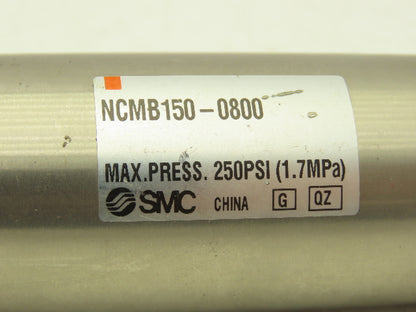 NCMB150-0800
MAX.PRESS. 250PSI (1.7MPa)
SMC CHINA G QZ